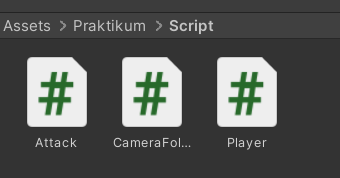 Assets > Praktikum > Script
# # #
Attack CameraFol... Player